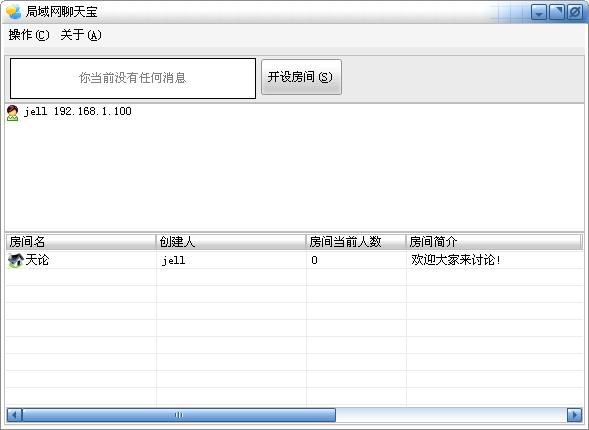 局域网聊天宝
操作(C) 关于(A)
你当前没有任何消息 开设房间(S)
jell 192.168.1.100
房间名 创建人 房间当前人数 房间简介
天论 jell 0 欢迎大家来讨论!